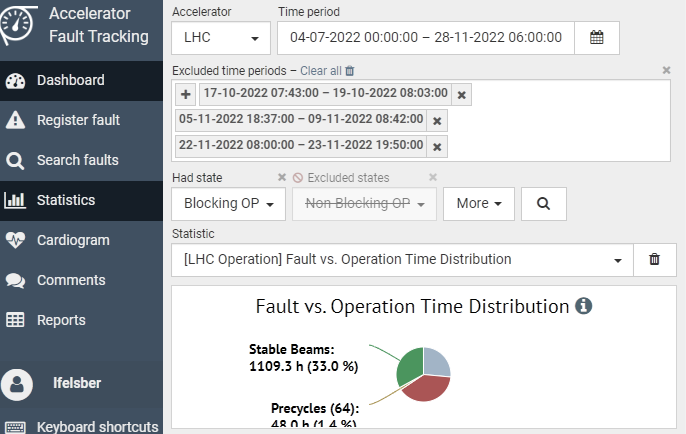 Accelerator
Fault Tracking
Dashboard
Register fault
Search faults
Statistics
Cardiogram
Comments
Reports
lfelsber
Keyboard shortcuts
Accelerator
Time period
LHC
04-07-2022 00:00:00 – 28-11-2022 06:00:00
Excluded time periods – Clear all
17-10-2022 07:43:00 – 19-10-2022 08:03:00
05-11-2022 18:37:00 – 09-11-2022 08:42:00
22-11-2022 08:00:00 – 23-11-2022 19:50:00
Had state
Excluded states
Blocking OP
Non Blocking OP
More
Statistic
[LHC Operation] Fault vs. Operation Time Distribution
Fault vs. Operation Time Distribution
Stable Beams:
1109.3 h (33.0 %)
Precycles (64):
48.0 h (1.4 %)